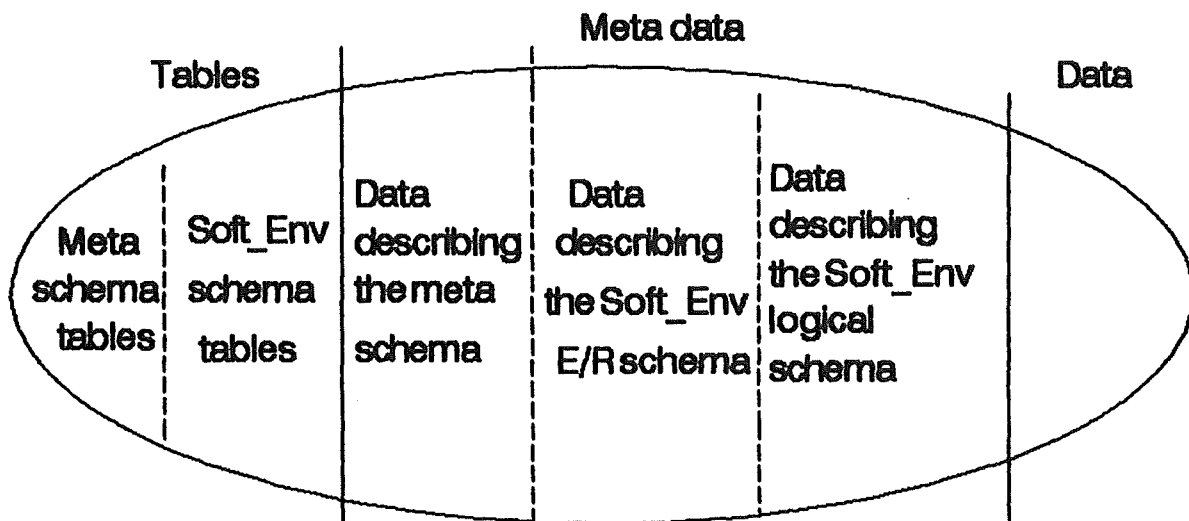 Meta data
Tables
Data
Meta
schema
tables
Soft_Env
schema
tables
Data
describing
the meta
schema
Data
describing
the Soft_Env
E/R schema
Data
describing
the Soft_Env
logical
schema